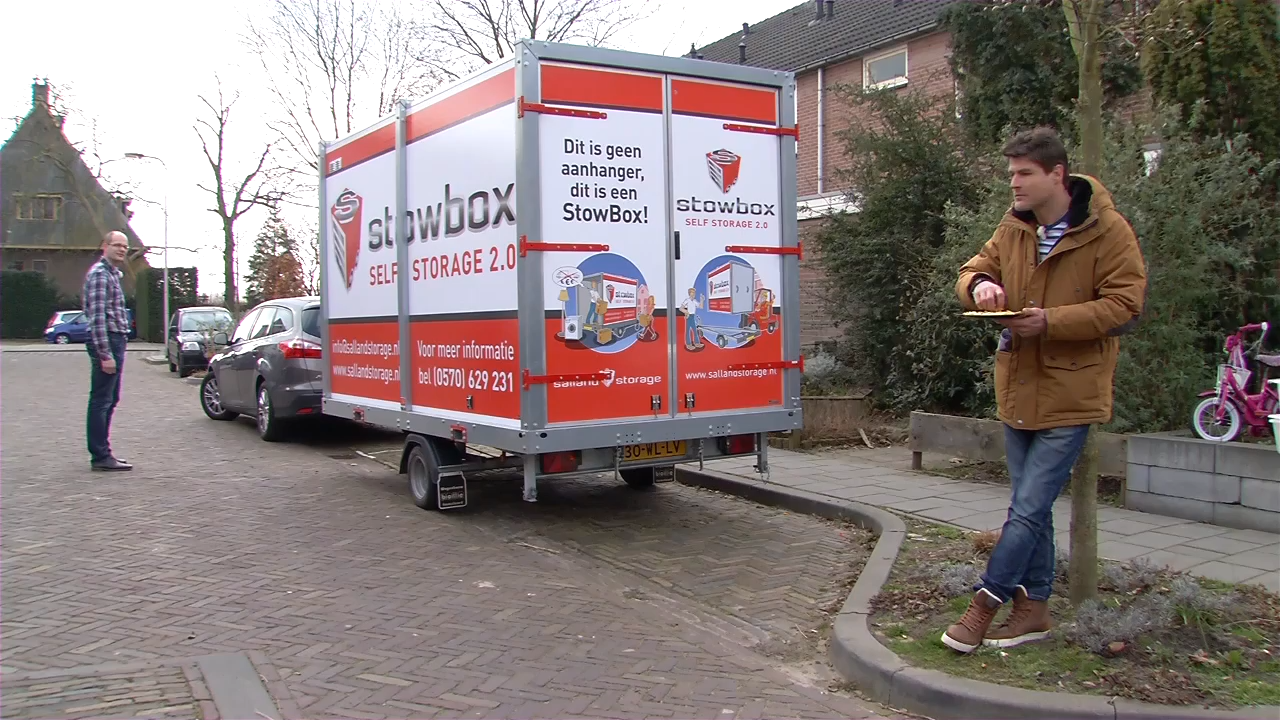 stowbox
SELF STORAGE 2.0
info@sallandstorage.nl
www.sallandstorage.nl
Voor meer informatie
bel (0570) 629 231
Dit is geen
aanhanger,
dit is een
StowBox!
salland storage
stowbox
SELF STORAGE 2.0
www.sallandstorage.nl
30-WL-LV